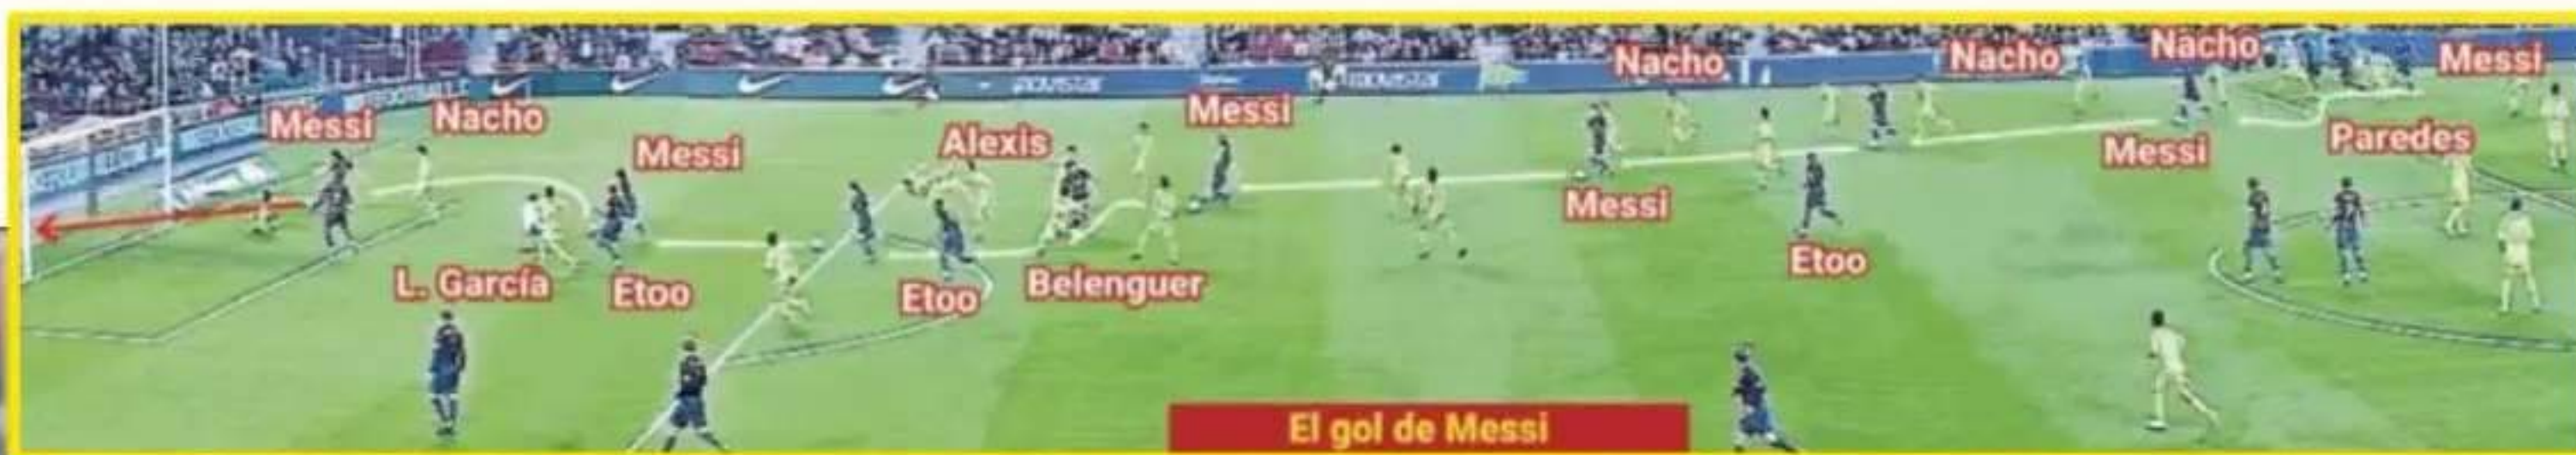 Nacho
Nacho
Nacho
Messi
Messi
Nacho
Messi
Alexis
Messi
Messi
Messi
Paredes
L. García
Etoo
Etoo
Belenguer
Etoo
El gol de Messi